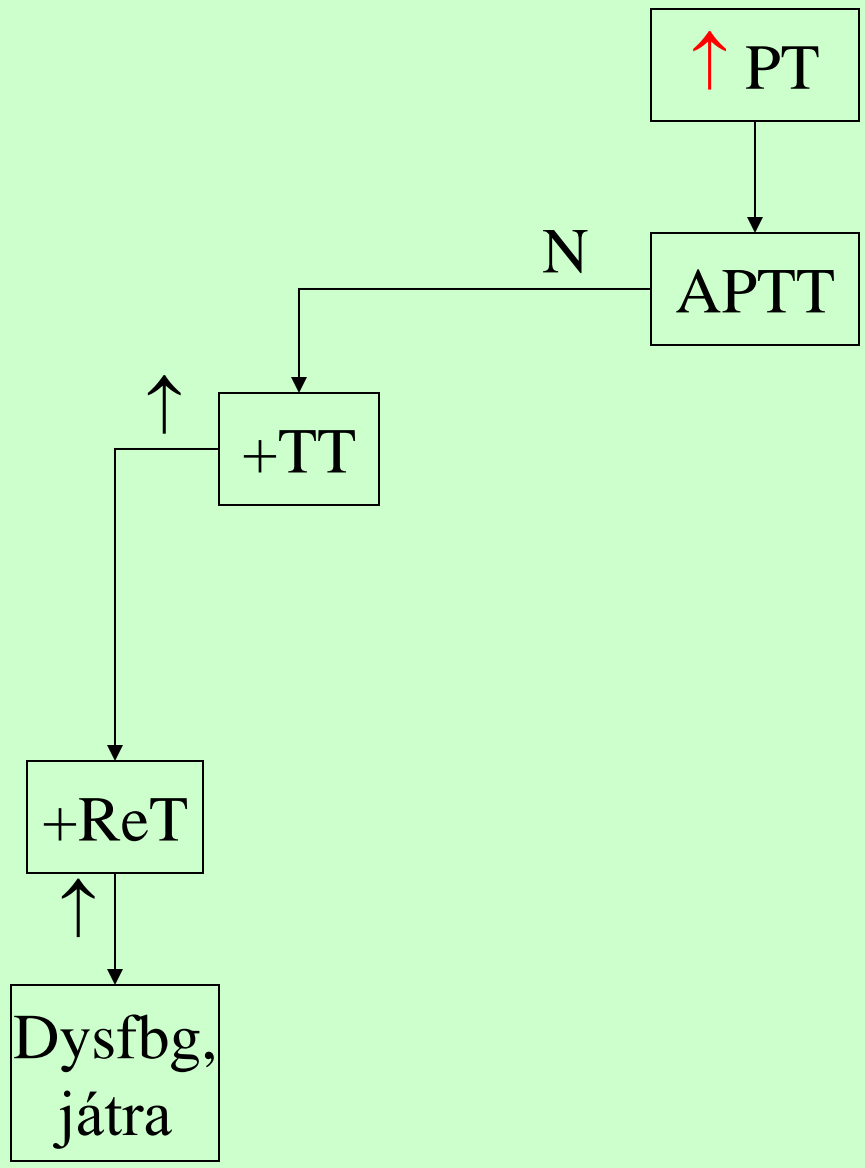 ↑ PT
N
APTT
↑
+TT
+ReT
↑
Dysfbg,
játra